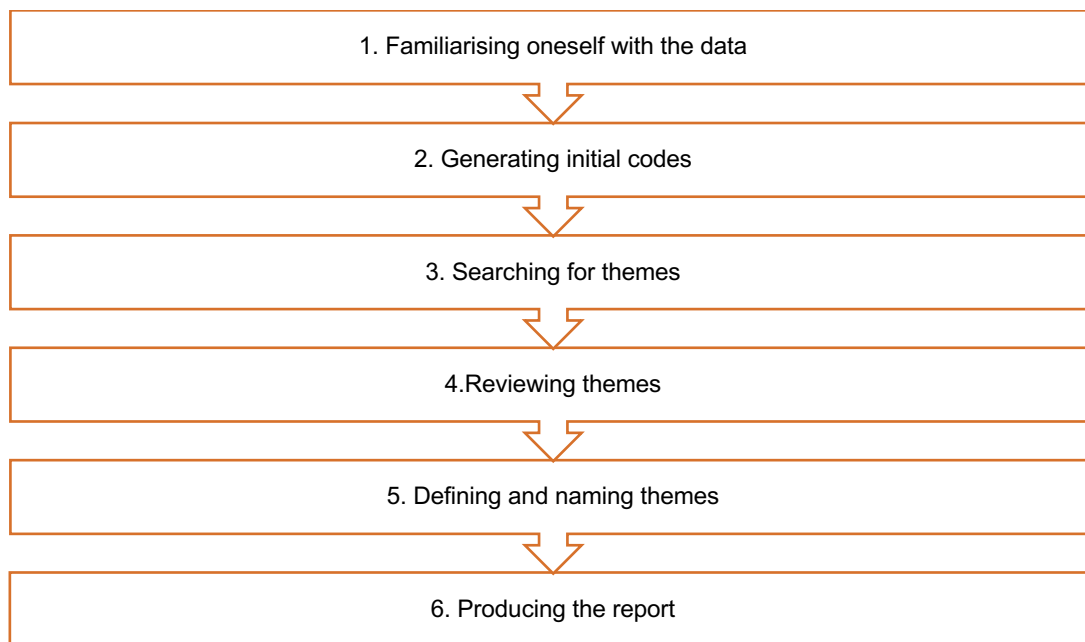 1. Familiarising oneself with the data
2. Generating initial codes
3. Searching for themes
4.Reviewing themes
5. Defining and naming themes
6. Producing the report